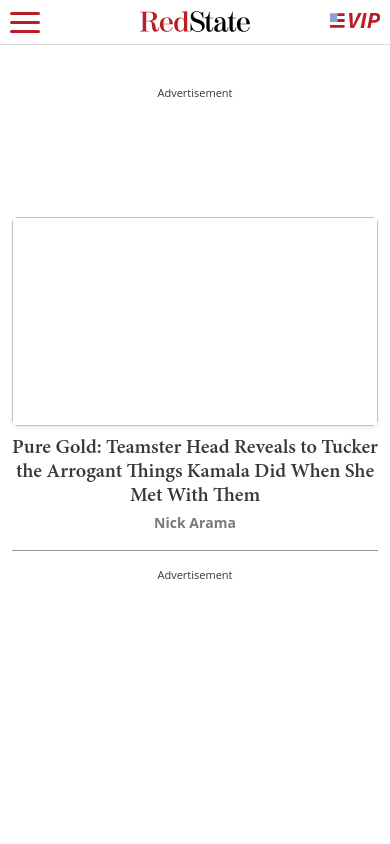 RedState
VIP
Advertisement
Pure Gold: Teamster Head Reveals to Tucker
the Arrogant Things Kamala Did When She
Met With Them
Nick Arama
Advertisement